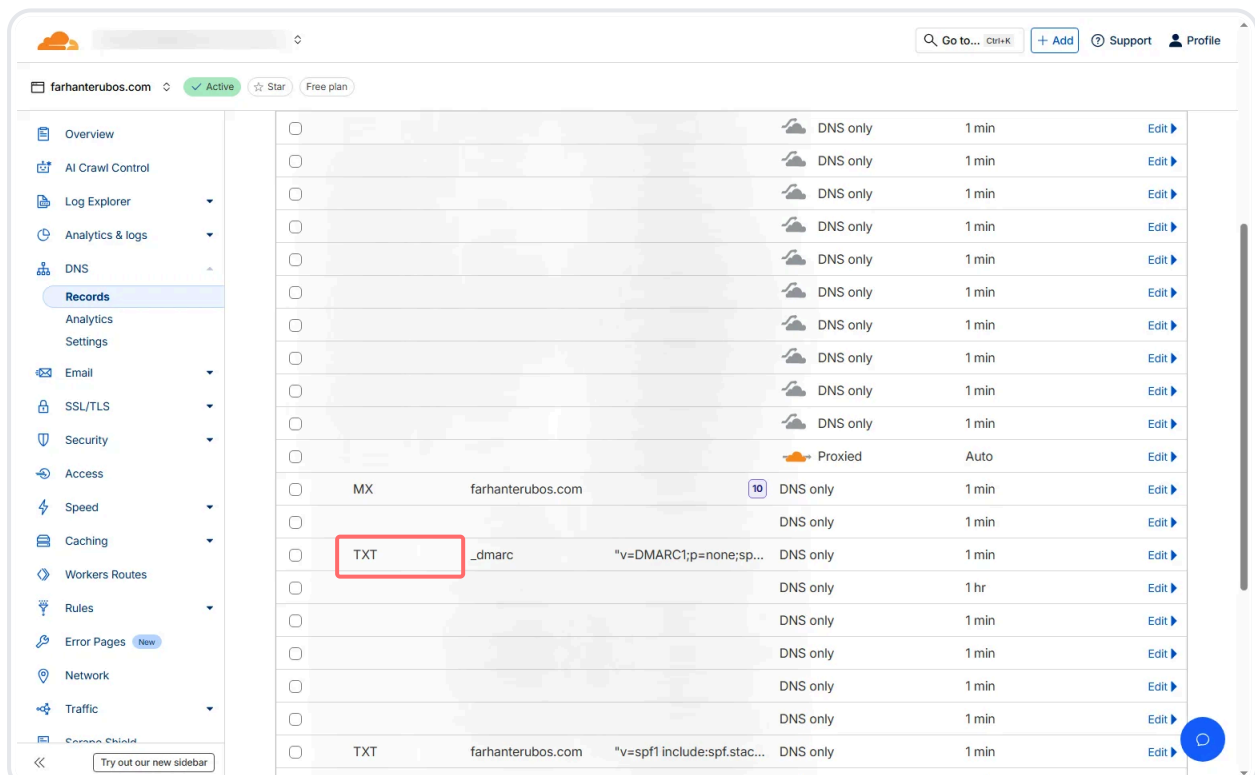 Go to... Ctrl+K + Add Support Profile
farhanterubos.com Active Star Free plan
Overview
AI Crawl Control
Log Explorer
Analytics & logs
DNS
Records
Analytics
Settings
Email
SSL/TLS
Security
Access
Speed
Caching
Workers Routes
Rules
Error Pages New
Network
Traffic
Scrape Shield
Try out our new sidebar
DNS only 1 min Edit
DNS only 1 min Edit
DNS only 1 min Edit
DNS only 1 min Edit
DNS only 1 min Edit
DNS only 1 min Edit
DNS only 1 min Edit
DNS only 1 min Edit
DNS only 1 min Edit
DNS only 1 min Edit
Proxied Auto Edit
MX farhanterubos.com 10 DNS only 1 min Edit
DNS only 1 min Edit
TXT _dmarc "v=DMARC1;p=none;sp... DNS only 1 min Edit
DNS only 1 hr Edit
DNS only 1 min Edit
DNS only 1 min Edit
DNS only 1 min Edit
DNS only 1 min Edit
TXT farhanterubos.com "v=spf1 include:spf.stac... DNS only 1 min Edit